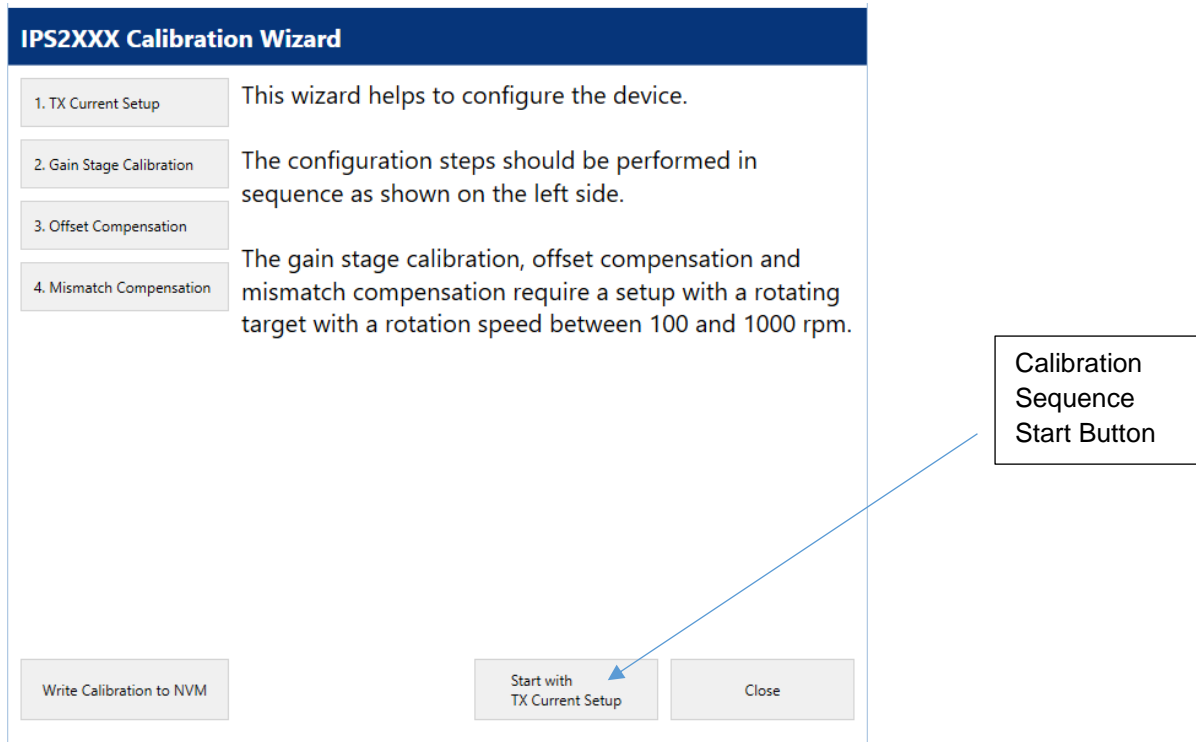 IPS2XXX Calibration Wizard
1. TX Current Setup
2. Gain Stage Calibration
3. Offset Compensation
4. Mismatch Compensation
This wizard helps to configure the device.
The configuration steps should be performed in
sequence as shown on the left side.
The gain stage calibration, offset compensation and
mismatch compensation require a setup with a rotating
target with a rotation speed between 100 and 1000 rpm.
Calibration
Sequence
Start Button
Write Calibration to NVM
Start with
TX Current Setup
Close